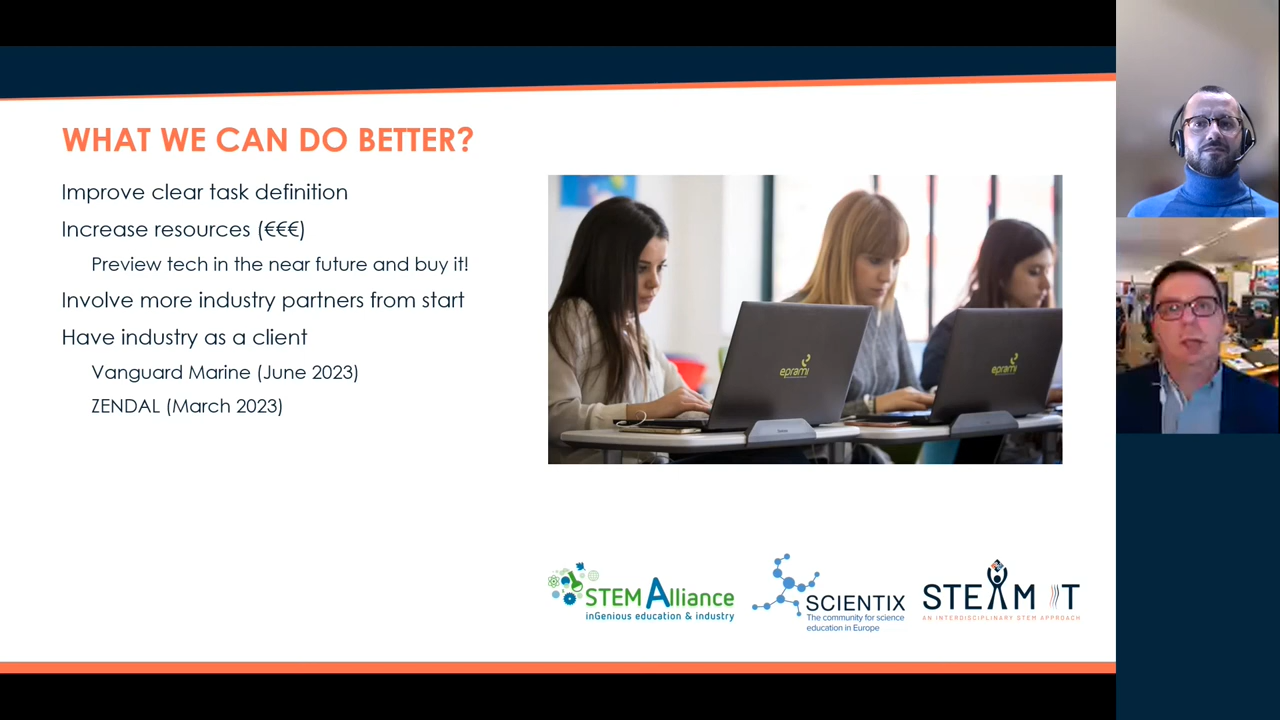 WHAT WE CAN DO BETTER?
Improve clear task definition
Increase resources (€€€)
Preview tech in the near future and buy it!
Involve more industry partners from start
Have industry as a client
Vanguard Marine (June 2023)
ZENDAL (March 2023)
eprami
eprami
STEM Alliance
inGenious education & industry
SCIENTIX
The community for science
education in Europe
STEAM IT
AN INTERDISCIPLINARY STEM APPROACH